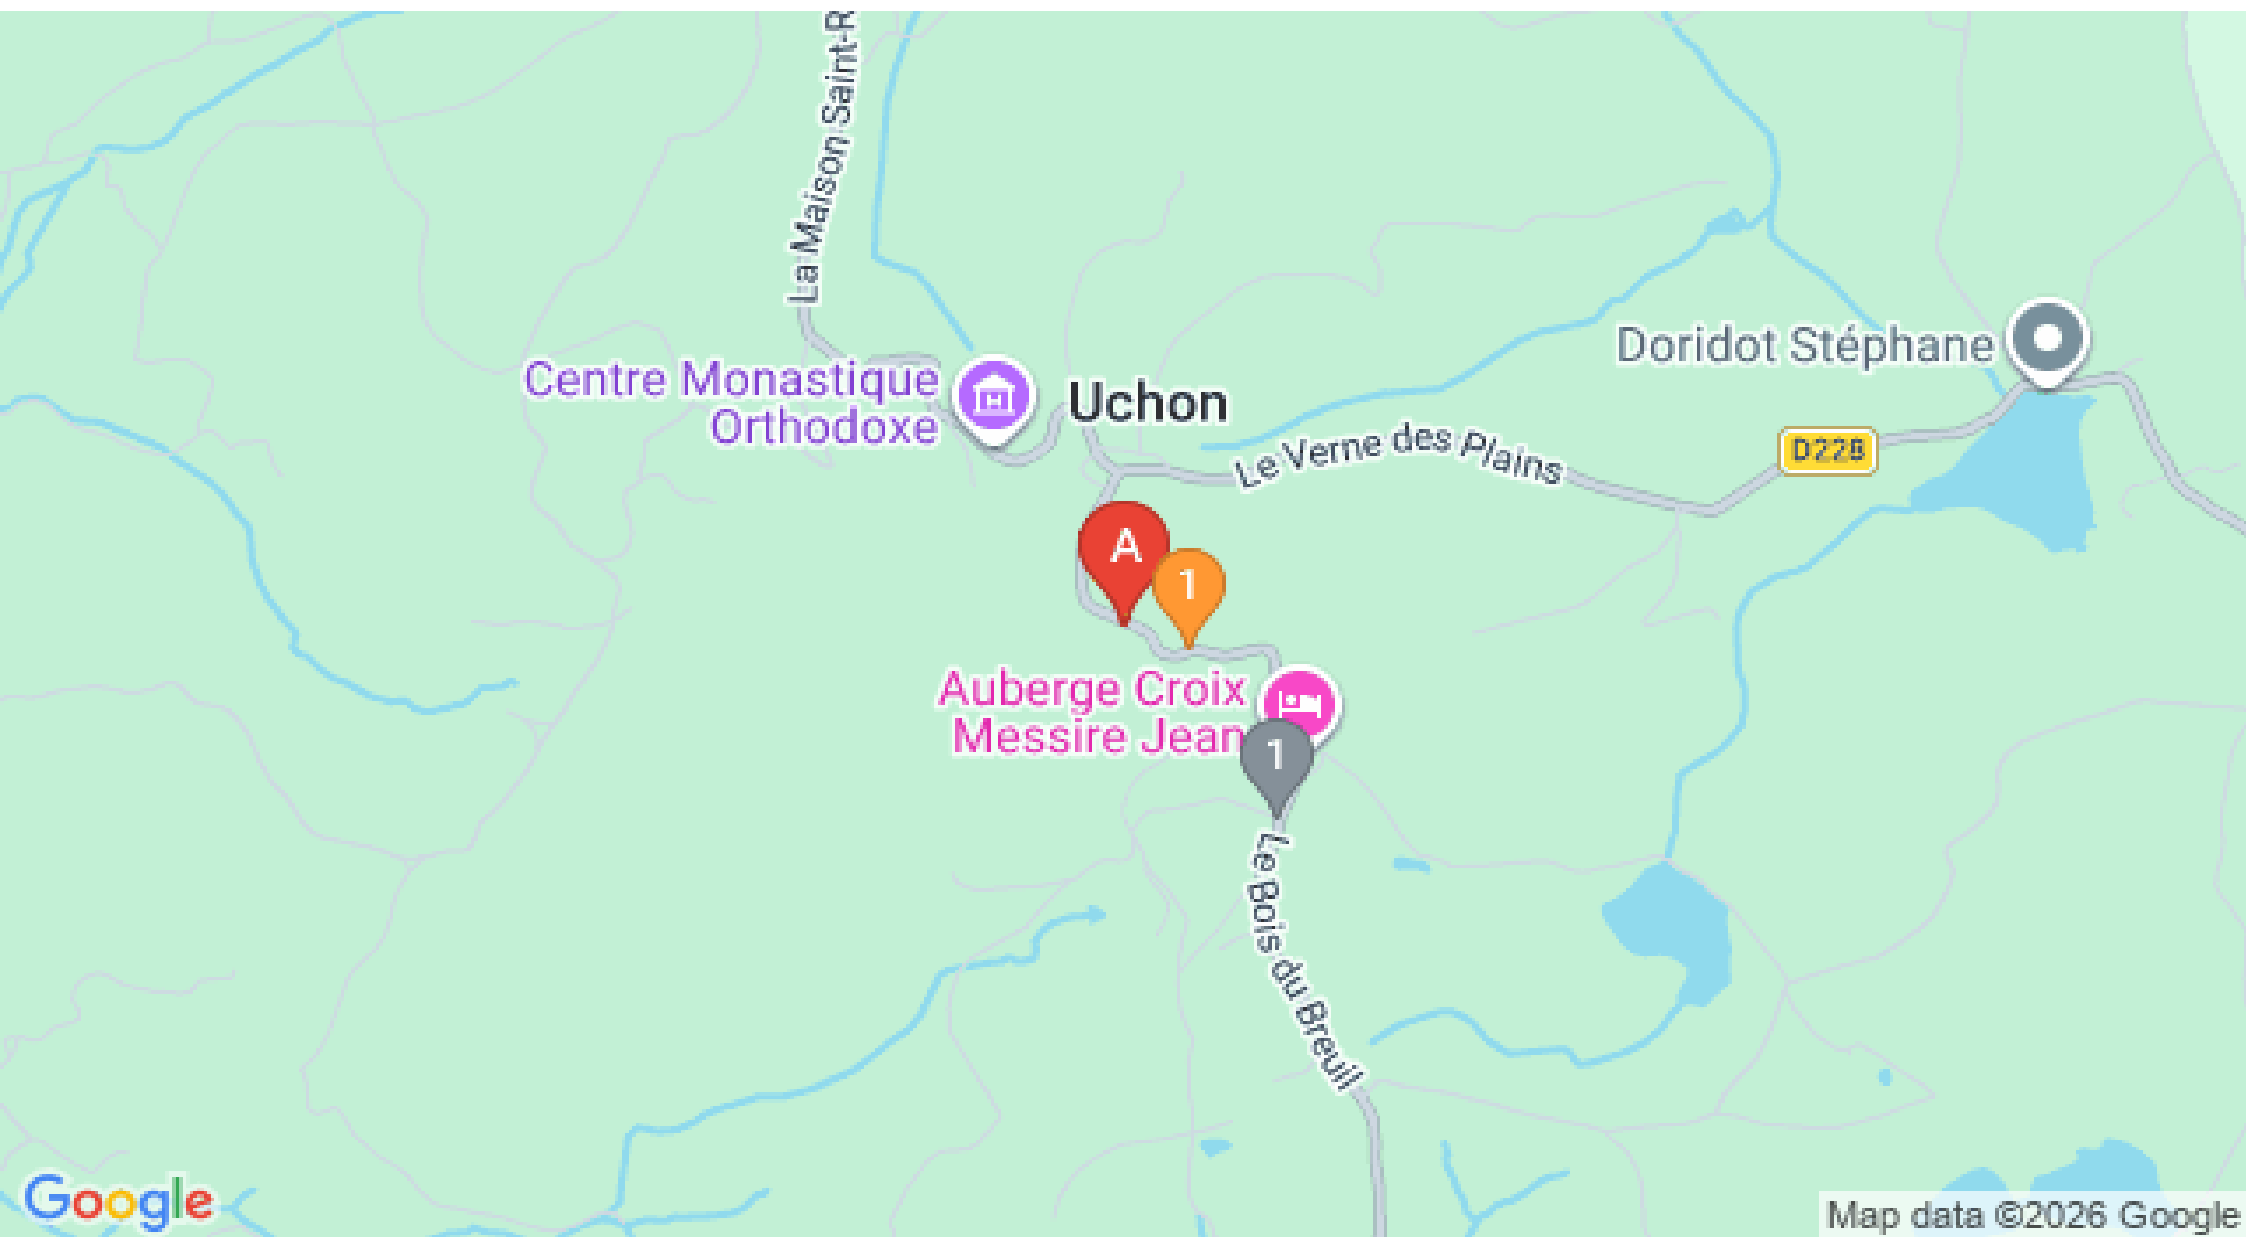 La Maison Saint-R
Centre Monastique
Orthodoxe
Uchon
Doridot Stéphane
Le Verne des Plains
D228
A
1
Auberge Croix
Messire Jean
1
Le Bois du Breuil
Google
Map data ©2026 Google